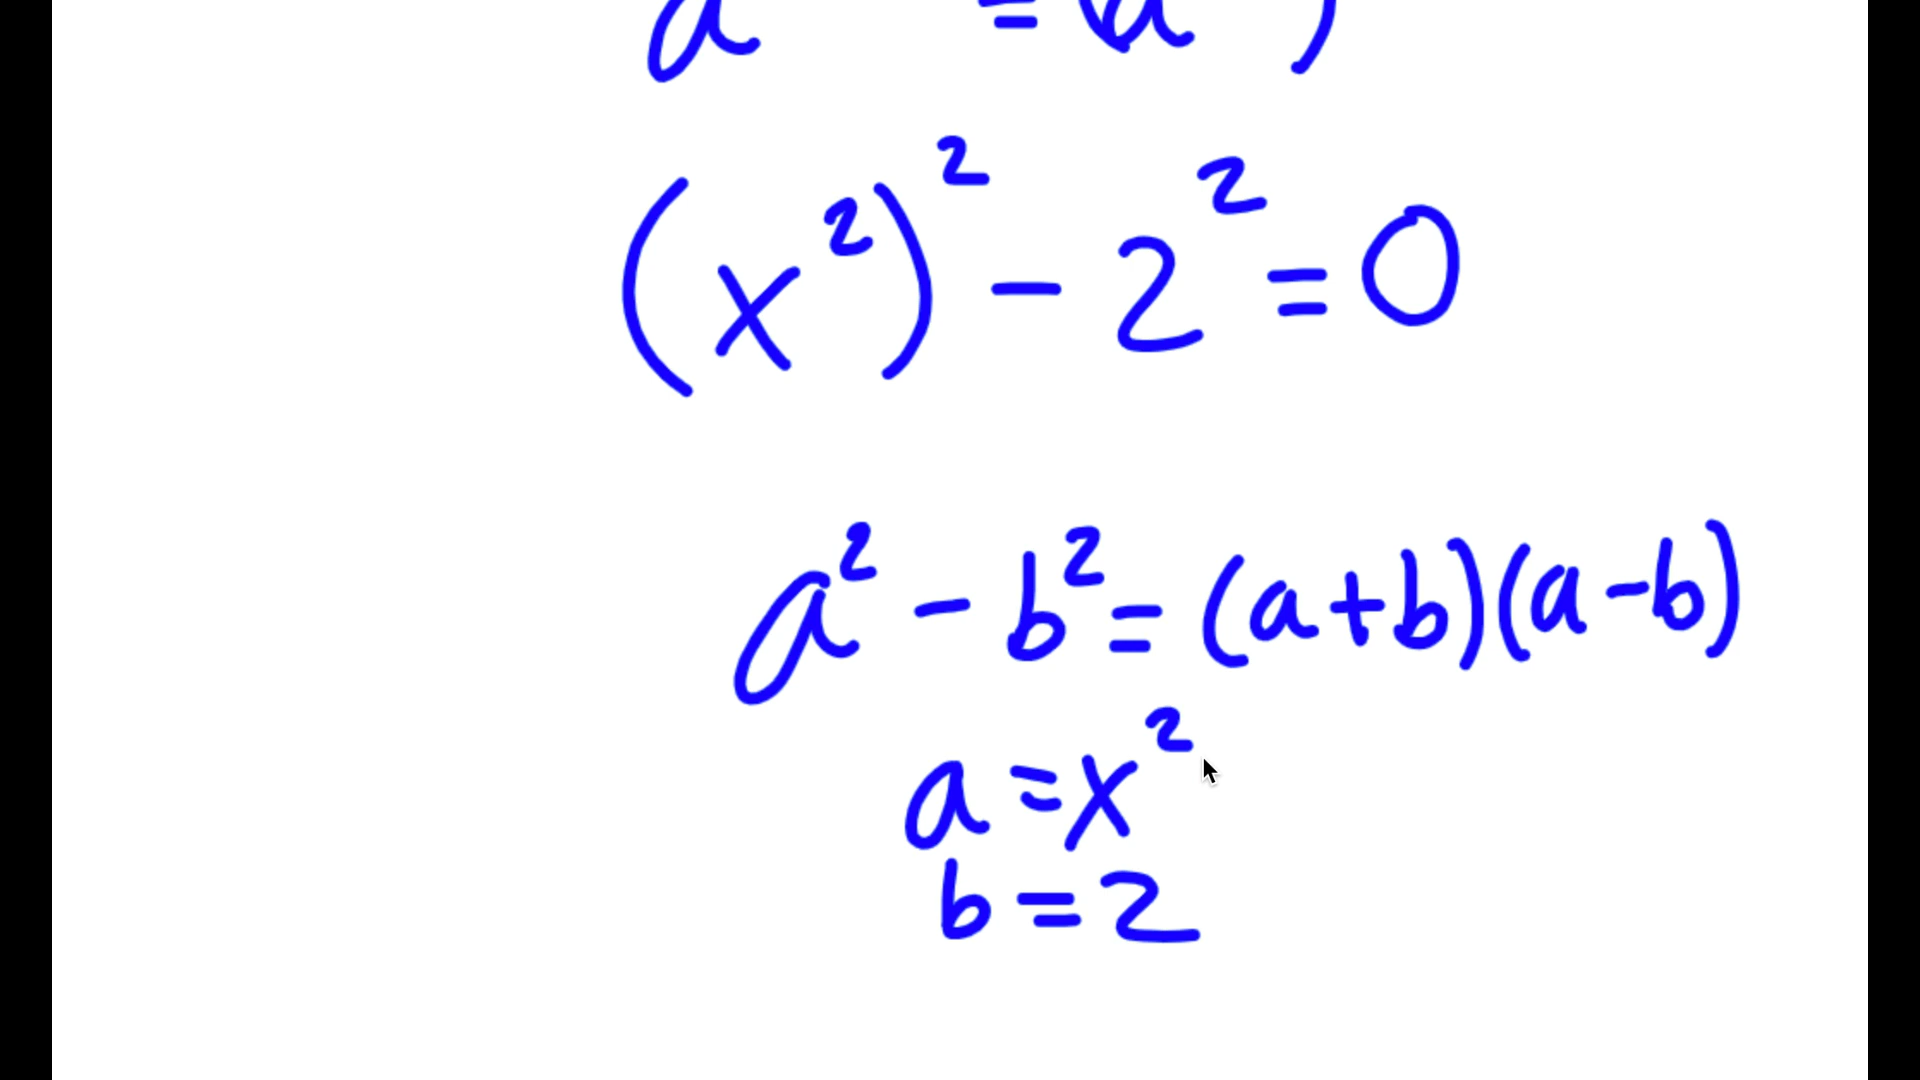 a = (a )
(x²)² - 2² = 0
a² - b² = (a+b)(a-b)
a = x²
b = 2